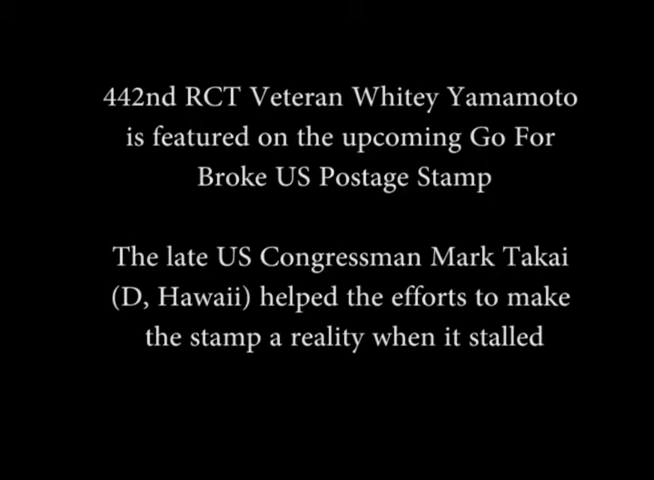 442nd RCT Veteran Whitey Yamamoto
is featured on the upcoming Go For
Broke US Postage Stamp
The late US Congressman Mark Takai
(D, Hawaii) helped the efforts to make
the stamp a reality when it stalled